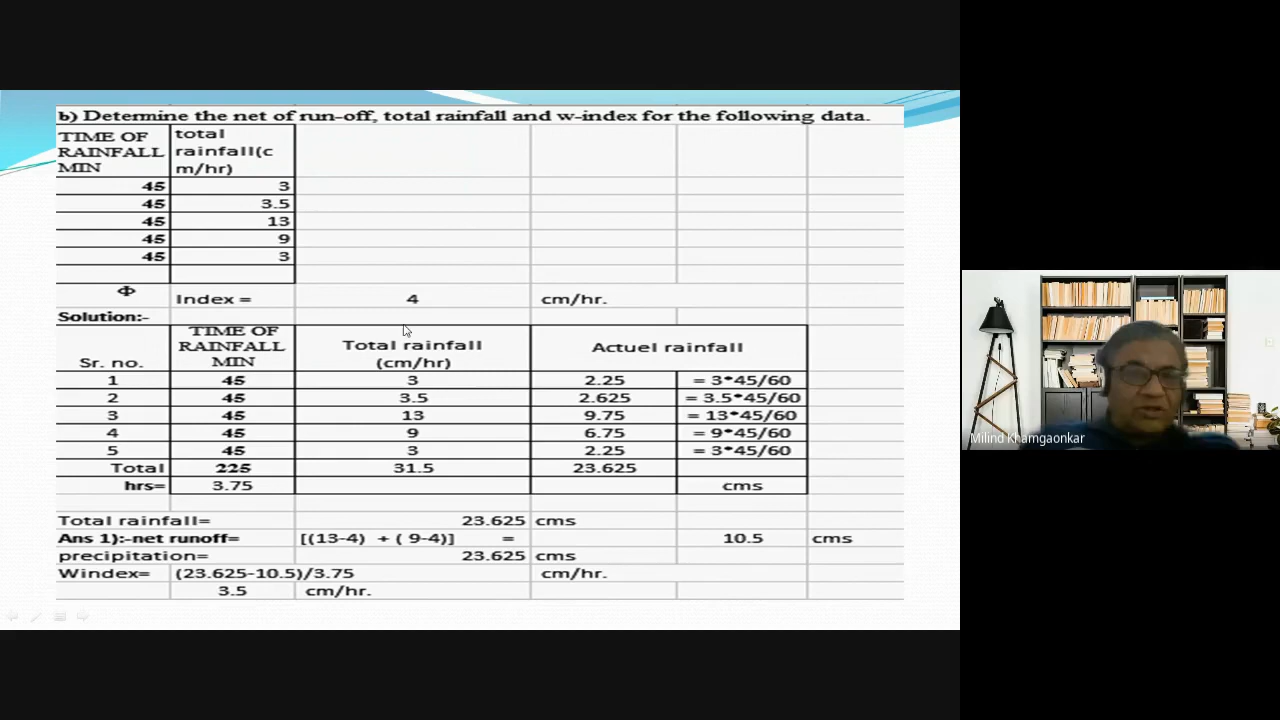 b) Determine the net of run-off, total rainfall and w-index for the following data.
TIME OF RAINFALL MIN total rainfall(cm/hr)
45 3
45 3.5
45 13
45 9
45 3
Φ Index = 4 cm/hr.
Solution:-
Sr. no. TIME OF RAINFALL MIN Total rainfall (cm/hr) Actuel rainfall
1 45 3 2.25 = 3*45/60
2 45 3.5 2.625 = 3.5*45/60
3 45 13 9.75 = 13*45/60
4 45 9 6.75 = 9*45/60
5 45 3 2.25 = 3*45/60
Total 225 31.5 23.625
hrs= 3.75 cms
Total rainfall= 23.625 cms
Ans 1):-net runoff= [(13-4) + ( 9-4)] = 10.5 cms
precipitation= 23.625 cms
Windex= (23.625-10.5)/3.75 cm/hr.
3.5 cm/hr.
Milind Khamgaonkar